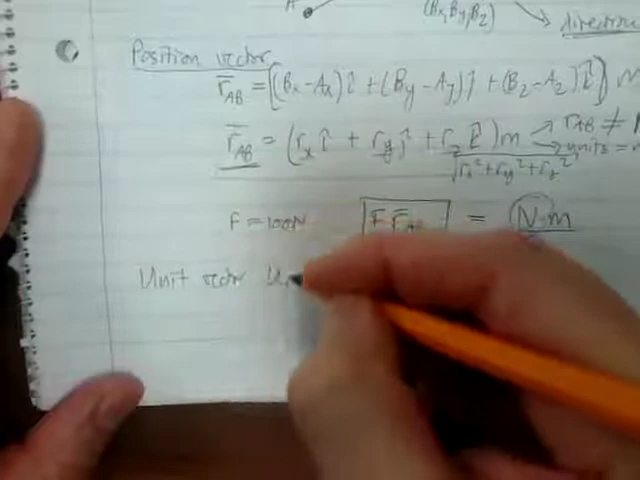 A
(Bx, By, Bz)
direction
Position vector
r̄AB = ((Bx-Ax)î + (By-Ay)ĵ + (Bz-Az)k̂) m
r̄AB = (rx î + ry ĵ + rz k̂)m → rAB ≠
→ units =
√rx²+ry²+rz²
F = 100N F r̄AB = N·m
Unit vector u